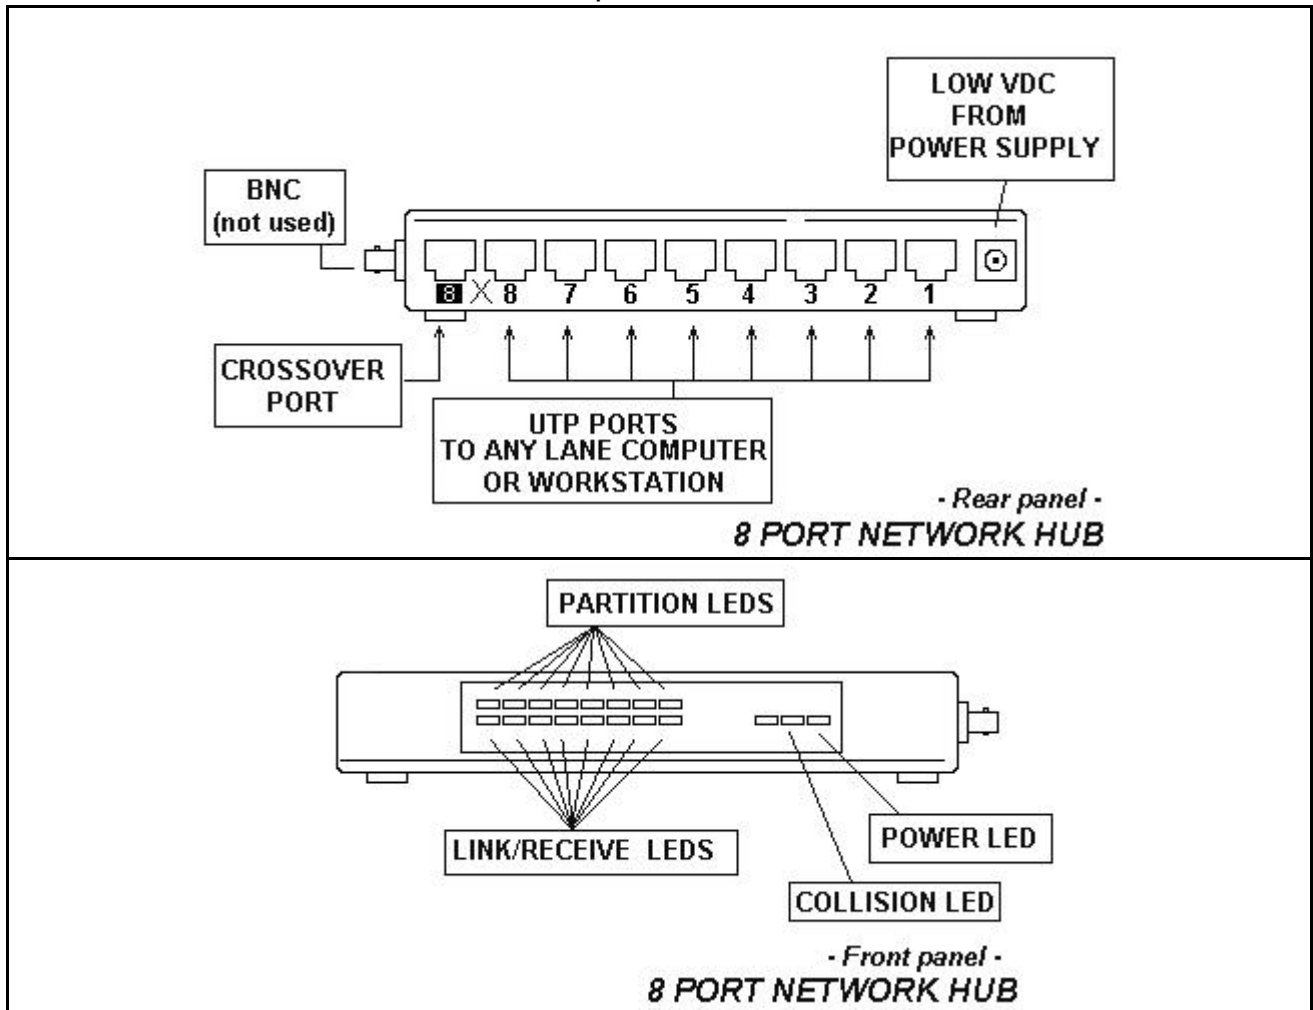 LOW VDC
FROM
POWER SUPPLY
BNC
(not used)
8 X 8 7 6 5 4 3 2 1
CROSSOVER
PORT
UTP PORTS
TO ANY LANE COMPUTER
OR WORKSTATION
- Rear panel -
8 PORT NETWORK HUB
PARTITION LEDS
LINK/RECEIVE LEDS
POWER LED
COLLISION LED
- Front panel -
8 PORT NETWORK HUB